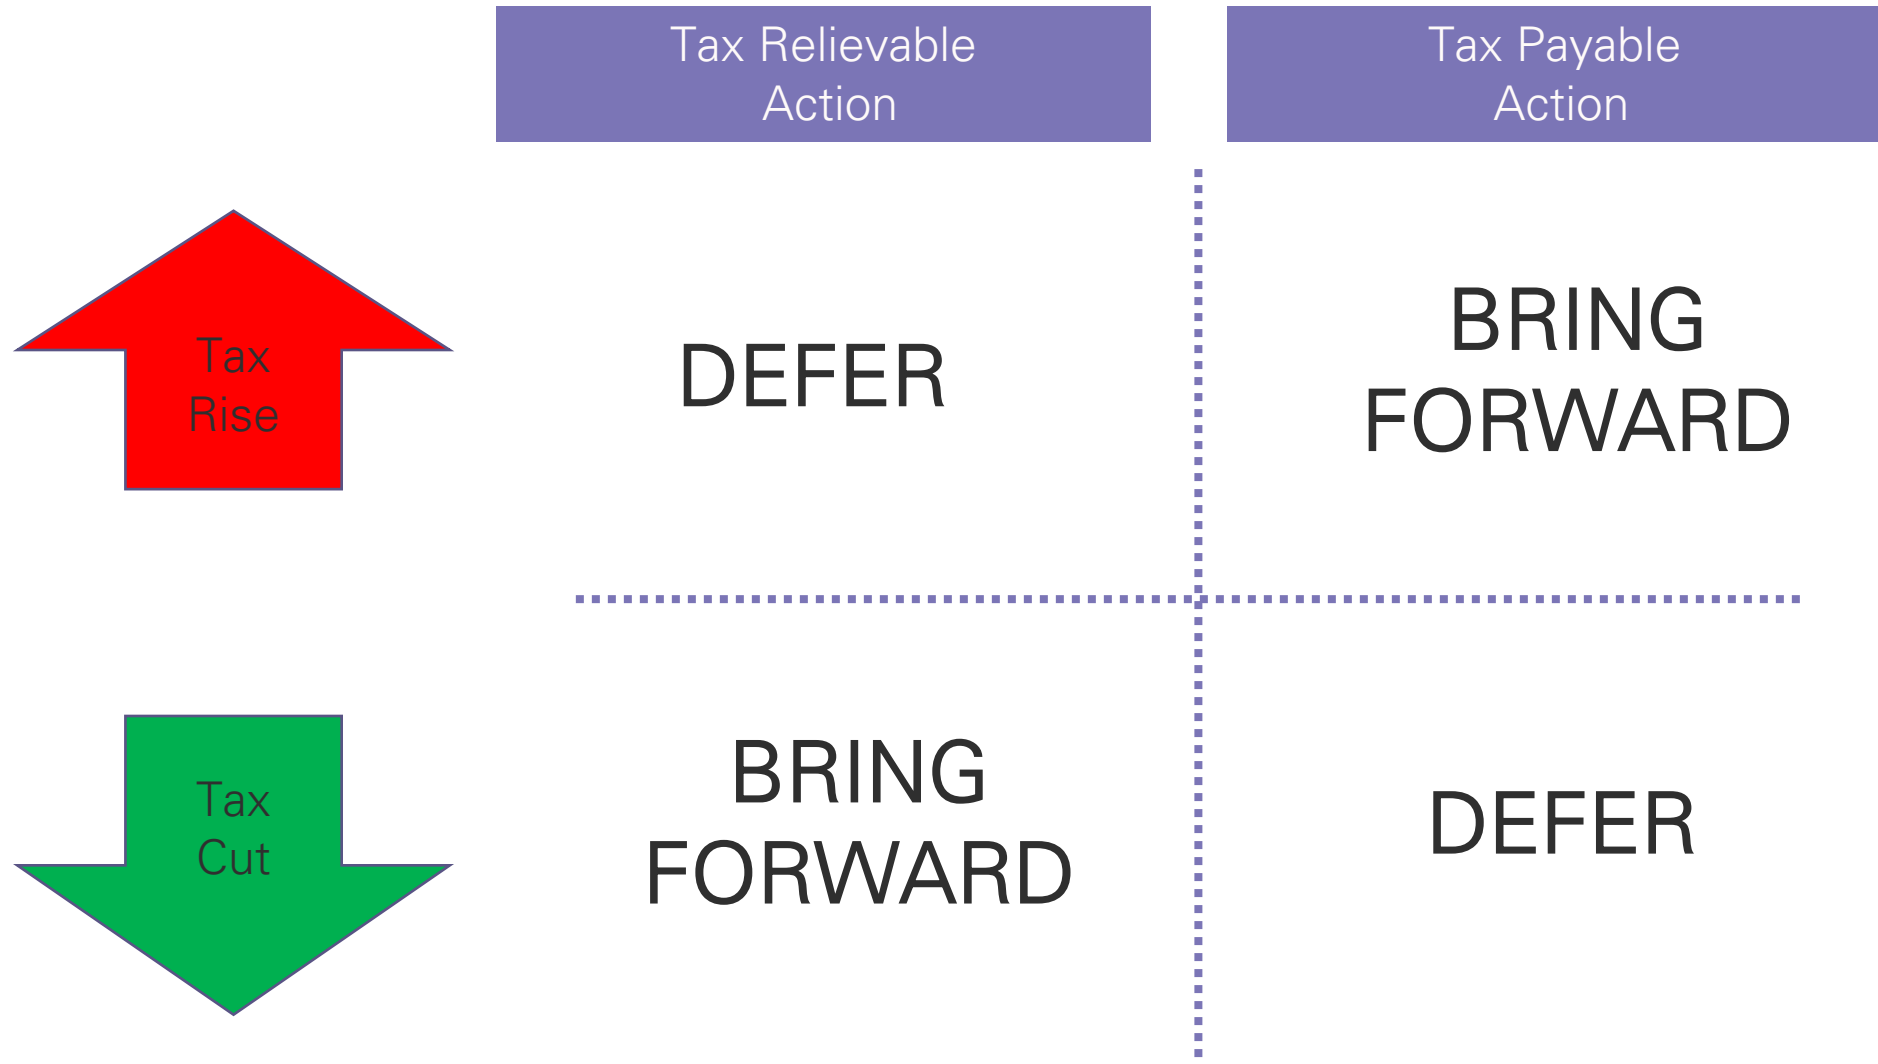 Tax Relievable
Action
Tax Payable
Action
Tax
Rise
DEFER
BRING
FORWARD
Tax
Cut
BRING
FORWARD
DEFER